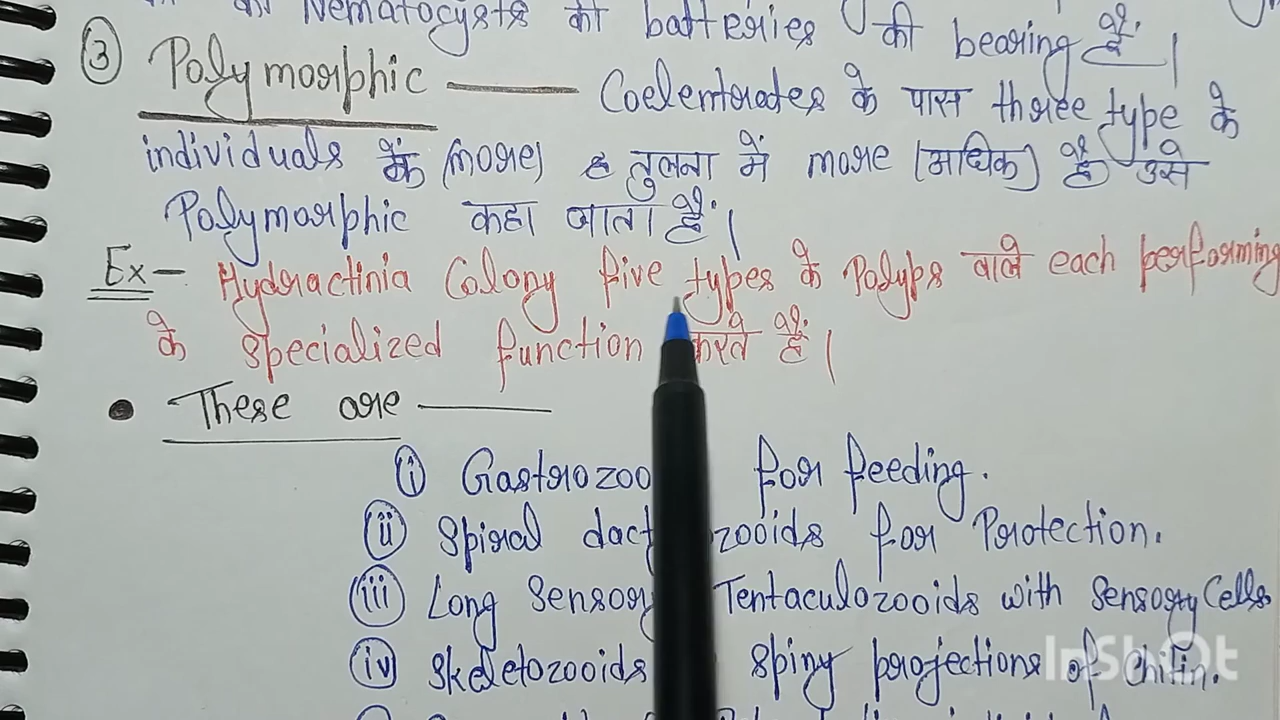 Nematocysts की batteries की bearing हैं।
③ Polymorphic — Coelenterates के पास three type के
individuals के (more) तुलना में more (अधिक) है उसे
Polymorphic कहा जाता हैं।
Ex- Hydractinia Colony five types के Polyps वाले each performing
के specialized function करते हैं।
• These are —
(i) Gastrozoo for feeding.
(ii) Spiral dact zooids for Protection.
(iii) Long Sensory Tentaculozooids with Sensory Cells
(iv) Skeletozooids spiny projections of chitin.
InShOt